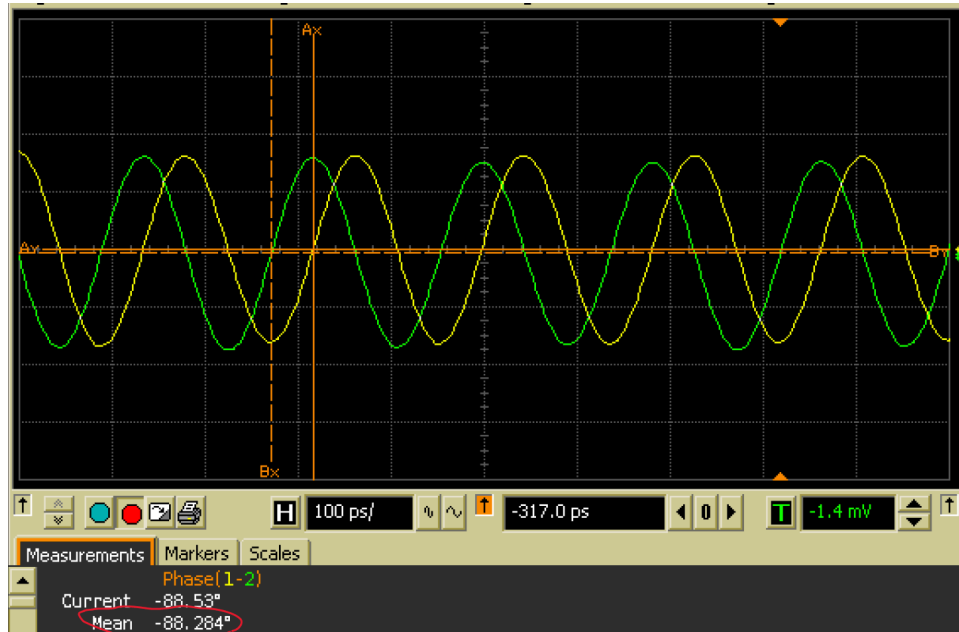 Ax
Ax
By
Bx
H 100 ps/ -317.0 ps 0 T -1.4 mV
Measurements Markers Scales
Phase(1-2)
Current -88.53°
Mean -88.284°